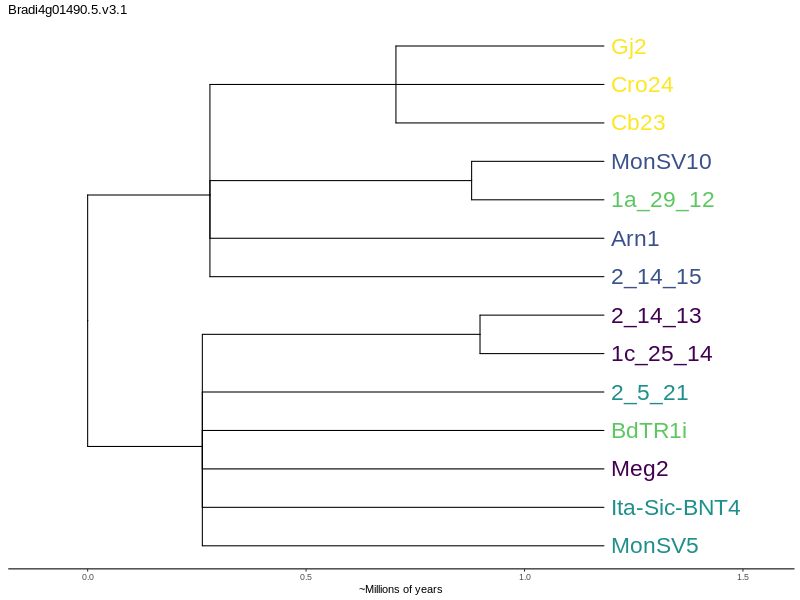 Bradi4g01490.5.v3.1
Gj2
Cro24
Cb23
MonSV10
1a_29_12
Arn1
2_14_15
2_14_13
1c_25_14
2_5_21
BdTR1i
Meg2
Ita-Sic-BNT4
MonSV5
0.0 0.5 1.0 1.5
~Millions of years